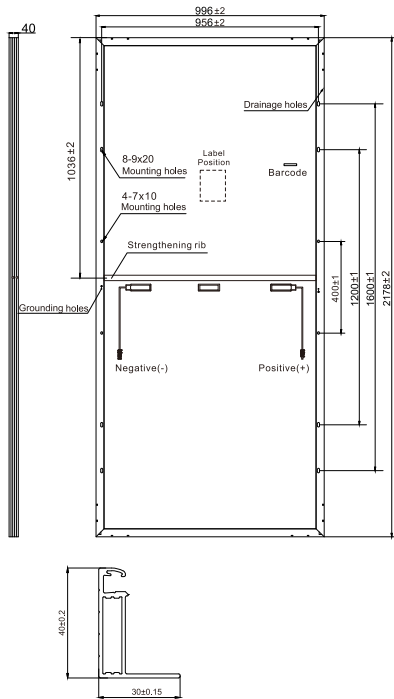 996±2
956±2
40
Drainage holes
1036±2
8-9x20
Mounting holes
Label
Position
Barcode
4-7x10
Mounting holes
Strengthening rib
400±1
1200±1
1600±1
2178±2
Grounding holes
Negative(-)
Positive(+)
40±0.2
30±0.15